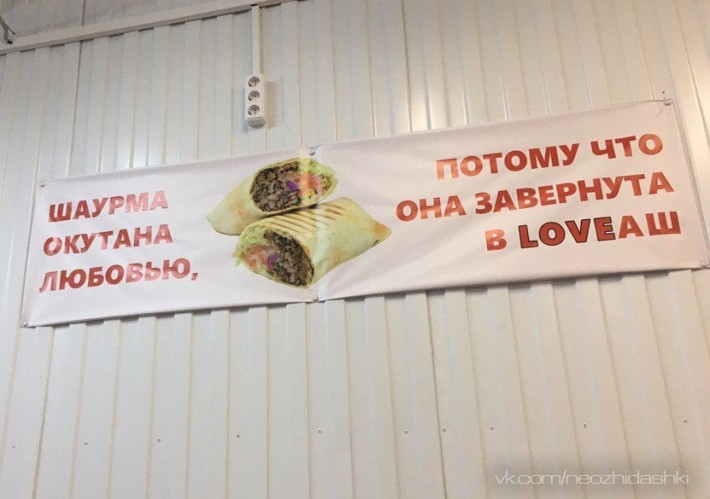 ШАУРМА
ОКУТАНА
ЛЮБОВЬЮ,
ПОТОМУ ЧТО
ОНА ЗАВЕРНУТА
В LOVEАШ
vk.com/neozhidashki